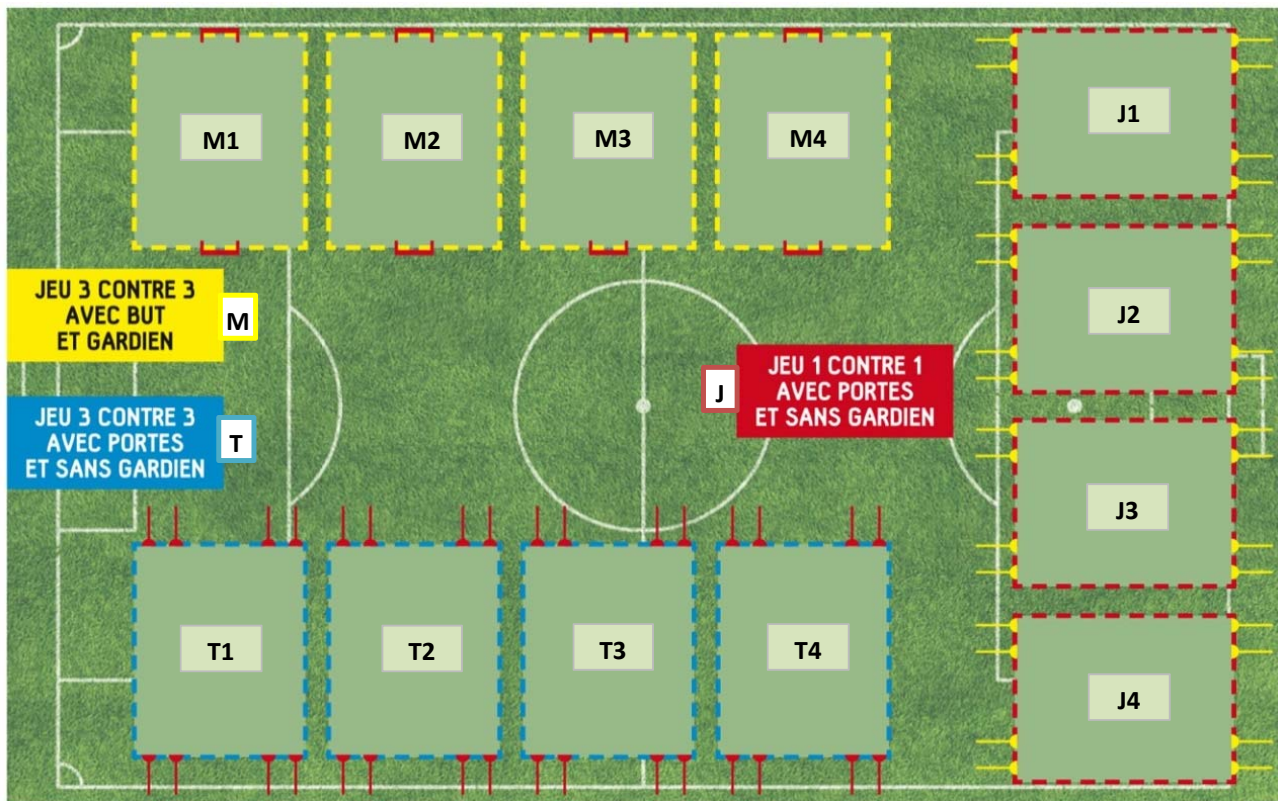 M1
M2
M3
M4
J1
J2
JEU 3 CONTRE 3
AVEC BUT
ET GARDIEN
M
JEU 3 CONTRE 3
AVEC PORTES
ET SANS GARDIEN
T
J
JEU 1 CONTRE 1
AVEC PORTES
ET SANS GARDIEN
J3
T1
T2
T3
T4
J4